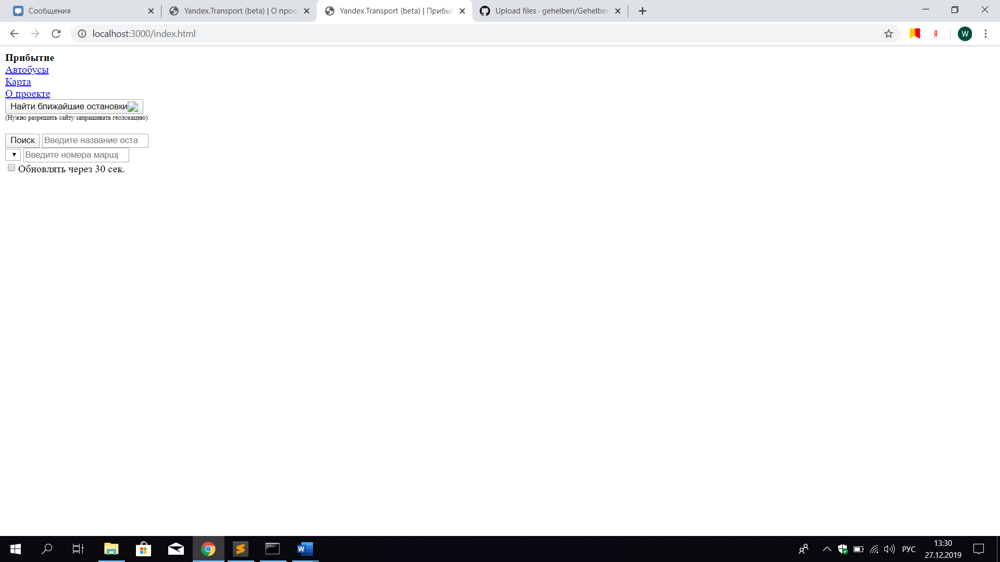 Сообщения
Yandex.Transport (beta) | О прое
Yandex.Transport (beta) | Прибыт
Upload files · gehelberi/Gehelber
localhost:3000/index.html
Я
W
Прибытие
Автобусы
Карта
О проекте
Найти ближайшие остановки
(Нужно разрешить сайту запрашивать геолокацию)
Поиск Введите название оста
Введите номера марш
Обновлять через 30 сек.
РУС
13:30
27.12.2019